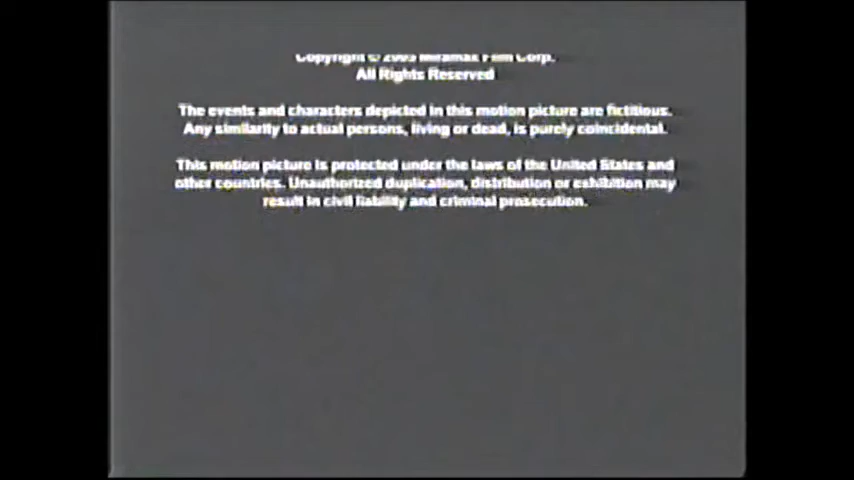 Copyright © 2005 Miramax Film Corp.
All Rights Reserved
The events and characters depicted in this motion picture are fictitious.
Any similarity to actual persons, living or dead, is purely coincidental.
This motion picture is protected under the laws of the United States and
other countries. Unauthorized duplication, distribution or exhibition may
result in civil liability and criminal prosecution.